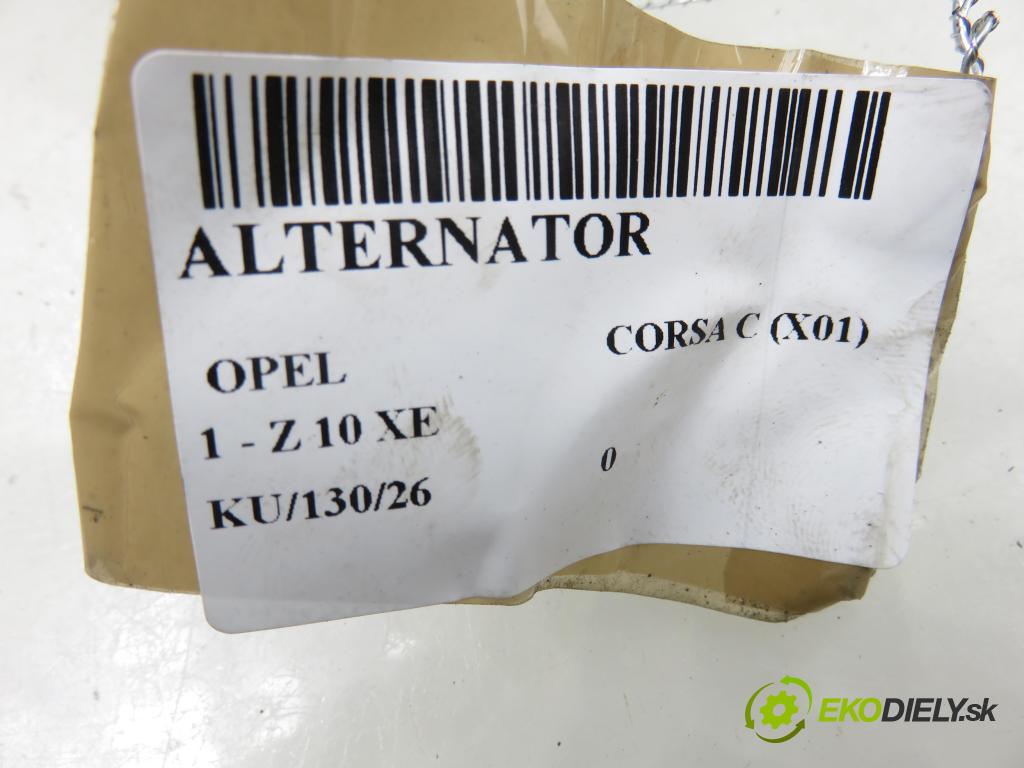 ALTERNATOR
OPEL CORSA C (X01)
1 - Z 10 XE
0
KU/130/26
EKODIELY.sk